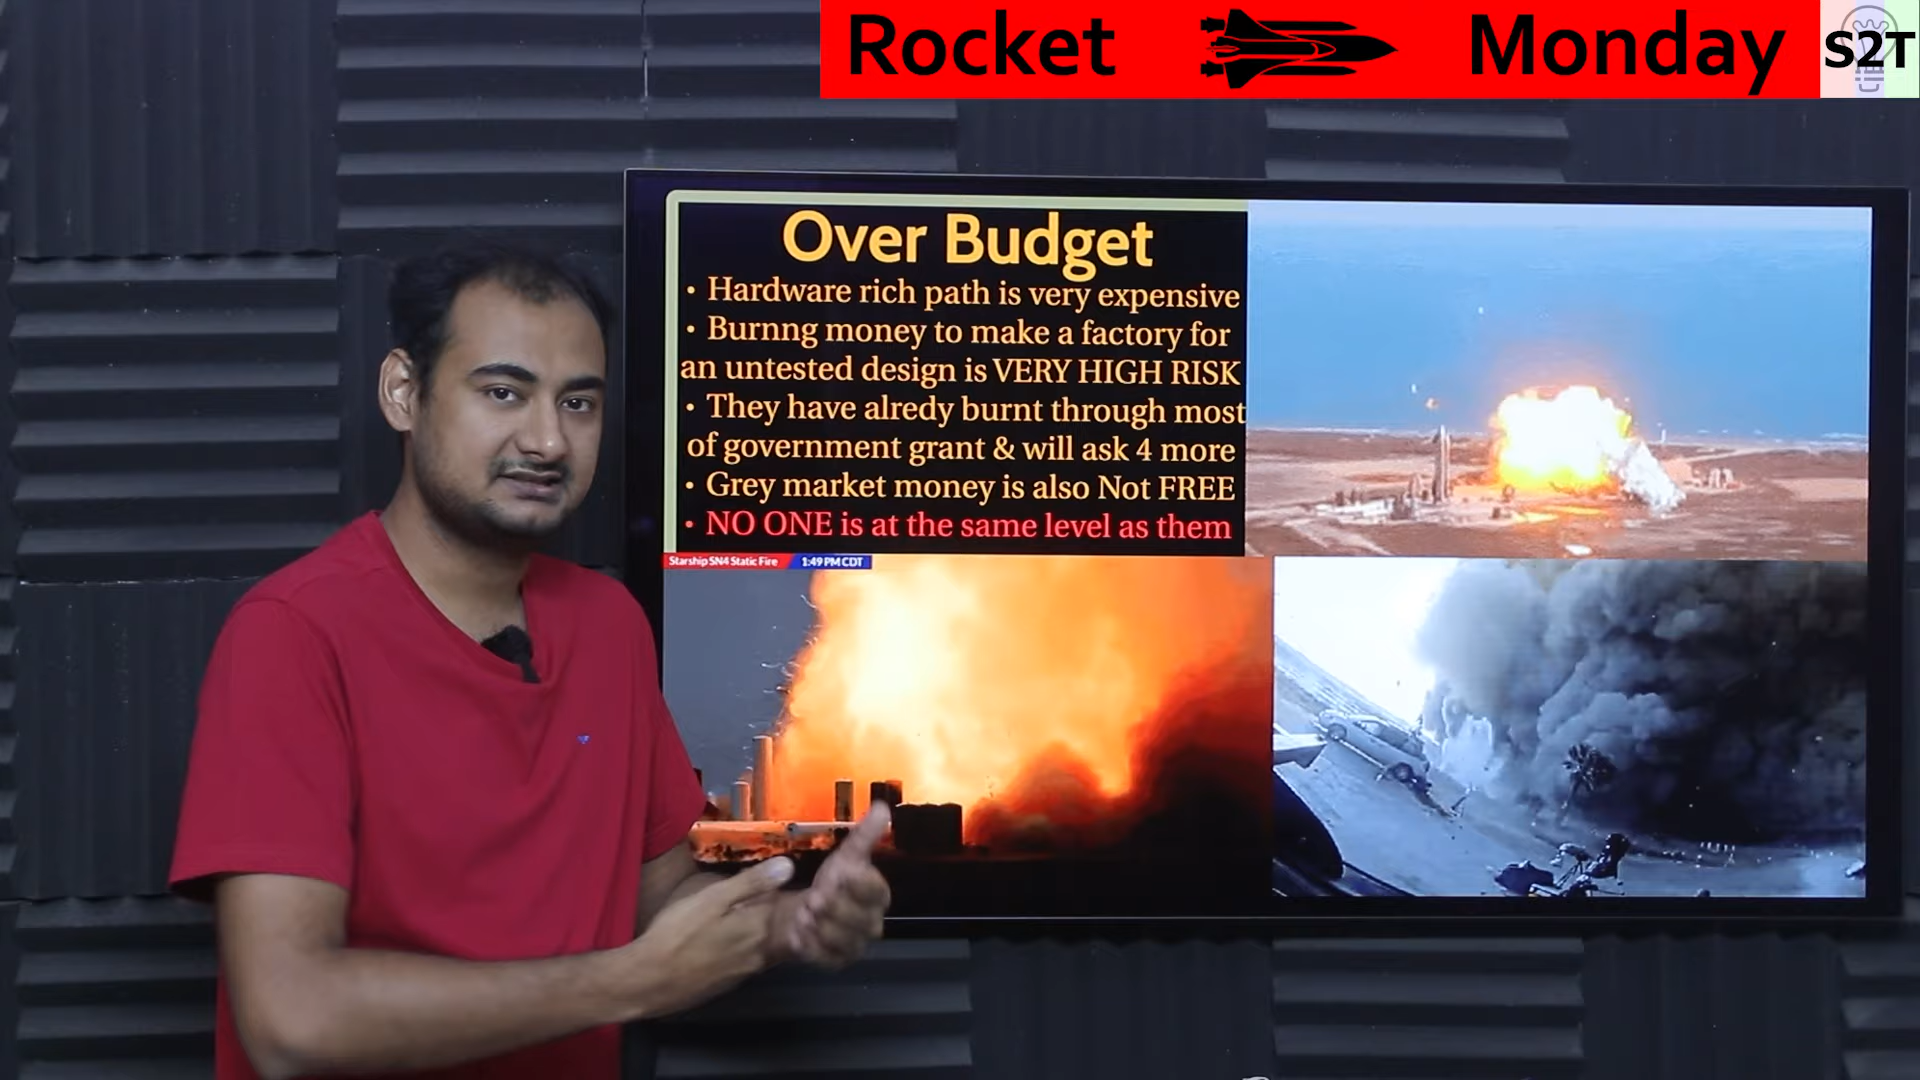 Rocket Monday S2T
Over Budget
• Hardware rich path is very expensive
• Burnng money to make a factory for
an untested design is VERY HIGH RISK
• They have alredy burnt through most
of government grant & will ask 4 more
• Grey market money is also Not FREE
• NO ONE is at the same level as them
Starship SN4 Static Fire 1:49 PM CDT